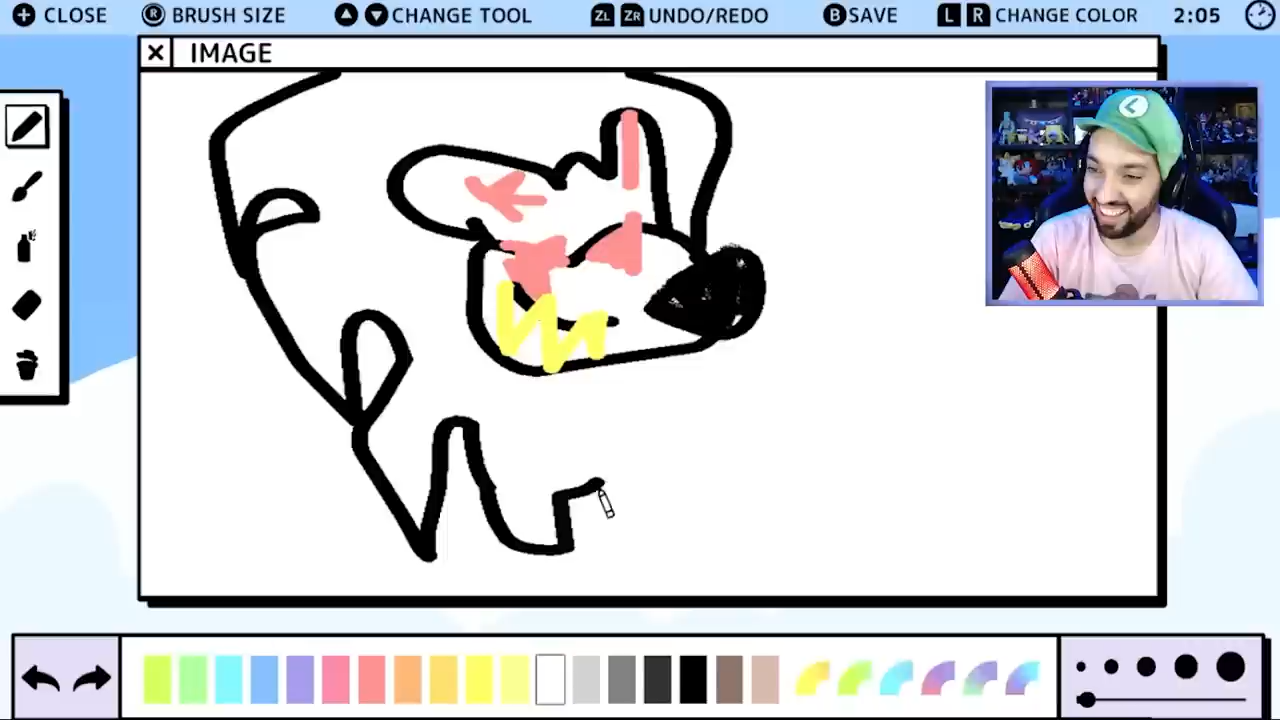 + CLOSE R BRUSH SIZE CHANGE TOOL ZL ZR UNDO/REDO B SAVE L R CHANGE COLOR 2:05
× IMAGE
L